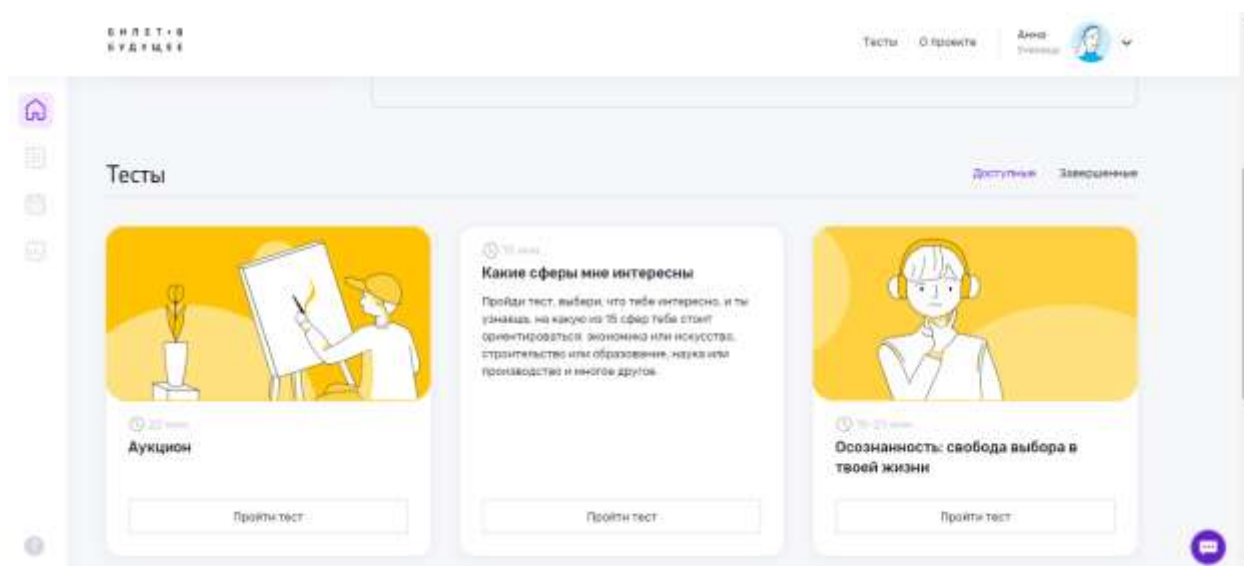 БИЛЕТ·В
БУДУЩЕЕ
Тесты О проекте Анна
Тесты
Доступные Завершенные
Какие сферы мне интересны
Пройди тест, выбери, что тебе интересно, и ты
узнаешь, на какую из 15 сфер тебе стоит
ориентироваться: экономика или искусство,
строительство или образование, наука или
производство и многое другое.
Аукцион
Осознанность: свобода выбора в
твоей жизни
Пройти тест Пройти тест Пройти тест